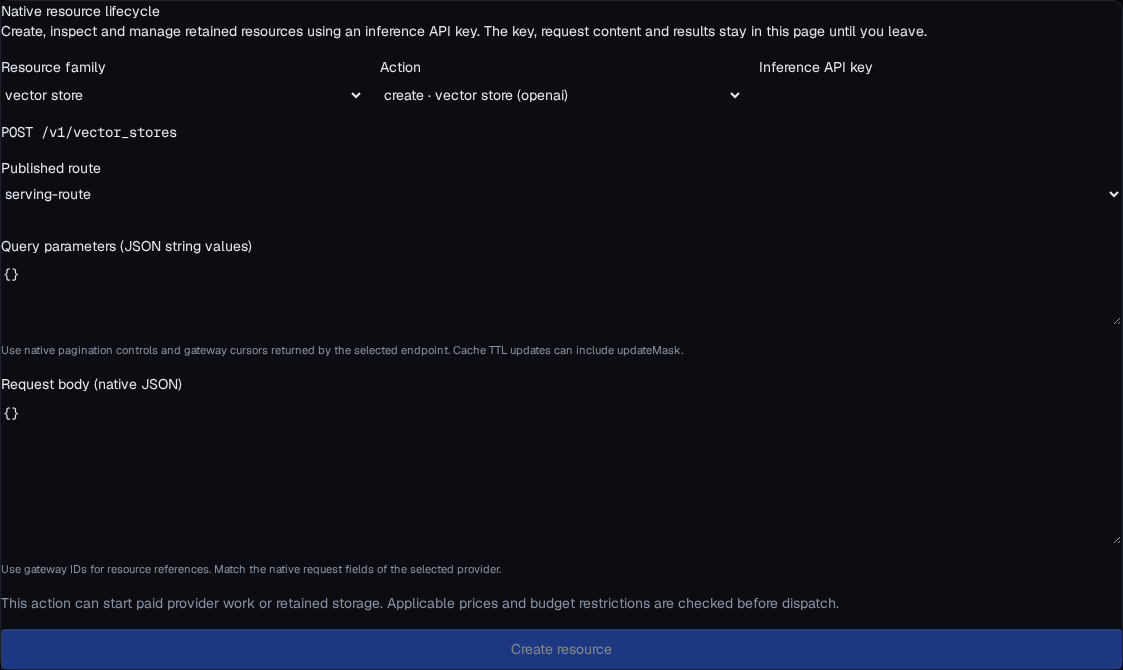 Native resource lifecycle
Create, inspect and manage retained resources using an inference API key. The key, request content and results stay in this page until you leave.
Resource family
Action
Inference API key
vector store
create · vector store (openai)
POST /v1/vector_stores
Published route
serving-route
Query parameters (JSON string values)
{}
Use native pagination controls and gateway cursors returned by the selected endpoint. Cache TTL updates can include updateMask.
Request body (native JSON)
{}
Use gateway IDs for resource references. Match the native request fields of the selected provider.
This action can start paid provider work or retained storage. Applicable prices and budget restrictions are checked before dispatch.
Create resource